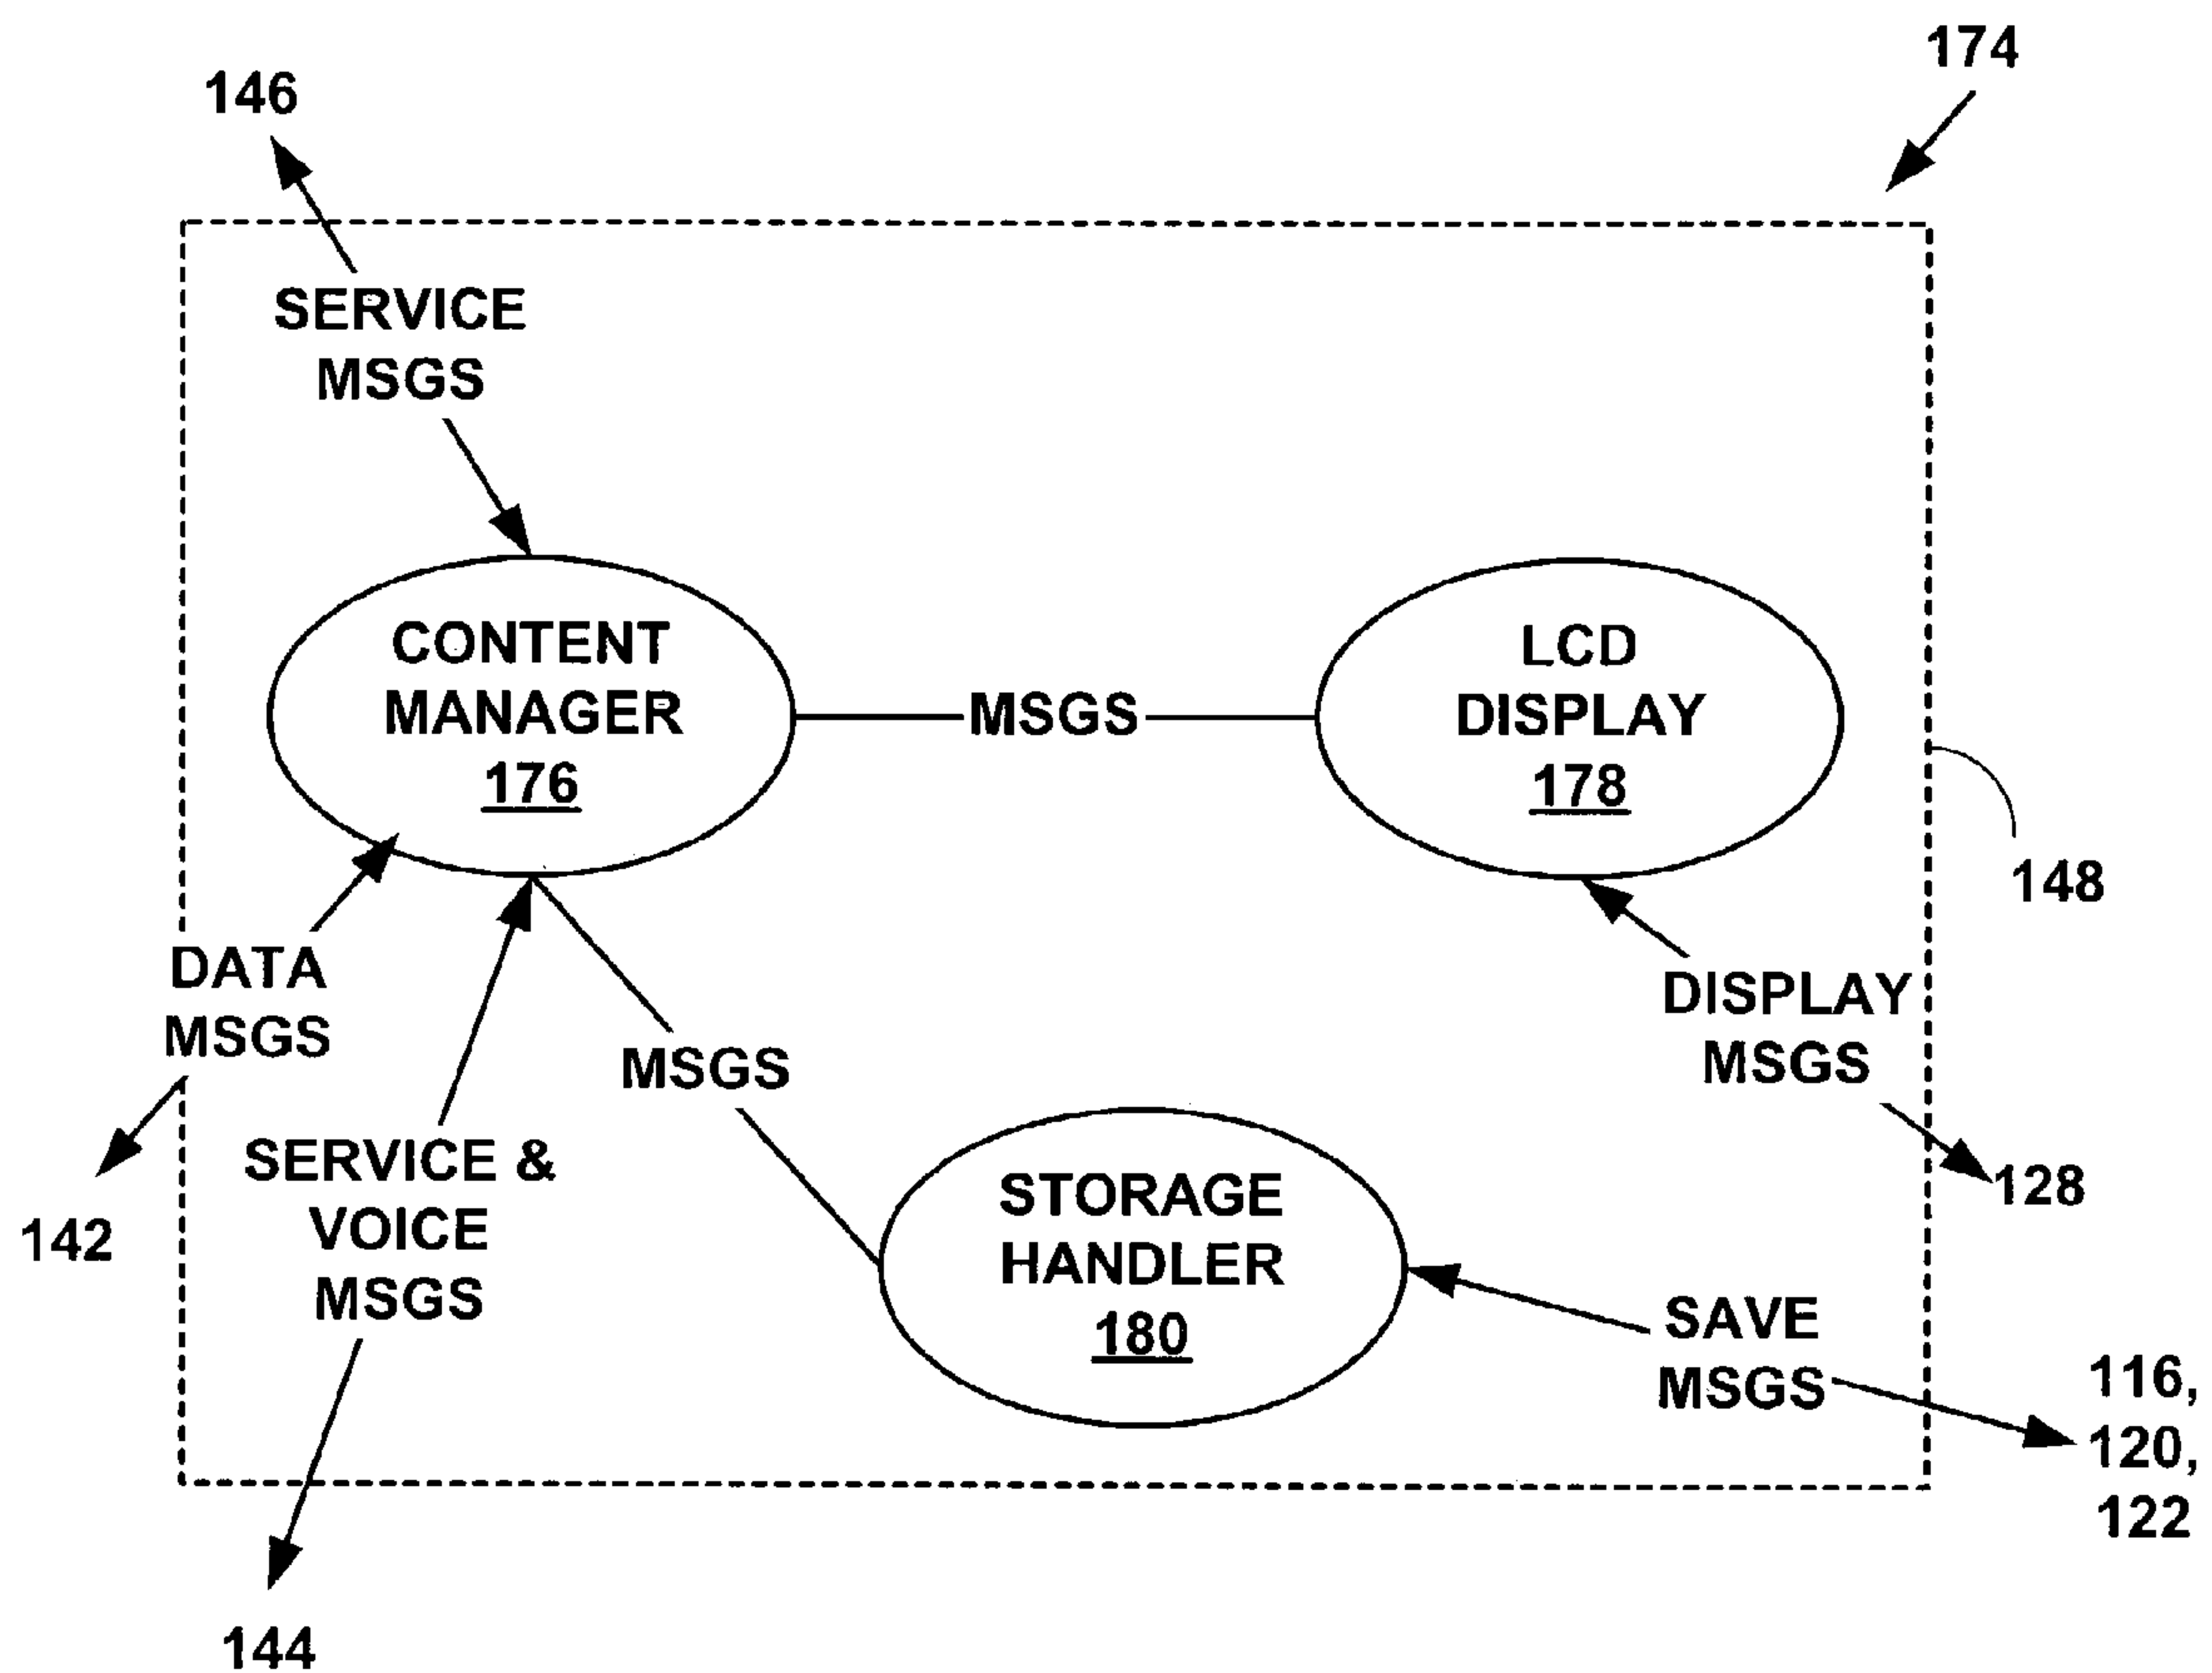 174
146
SERVICE
MSGS
CONTENT
MANAGER
176
MSGS
LCD
DISPLAY
178
148
DATA
MSGS
142
SERVICE &
VOICE
MSGS
144
MSGS
STORAGE
HANDLER
180
DISPLAY
MSGS
128
SAVE
MSGS
116,
120,
122